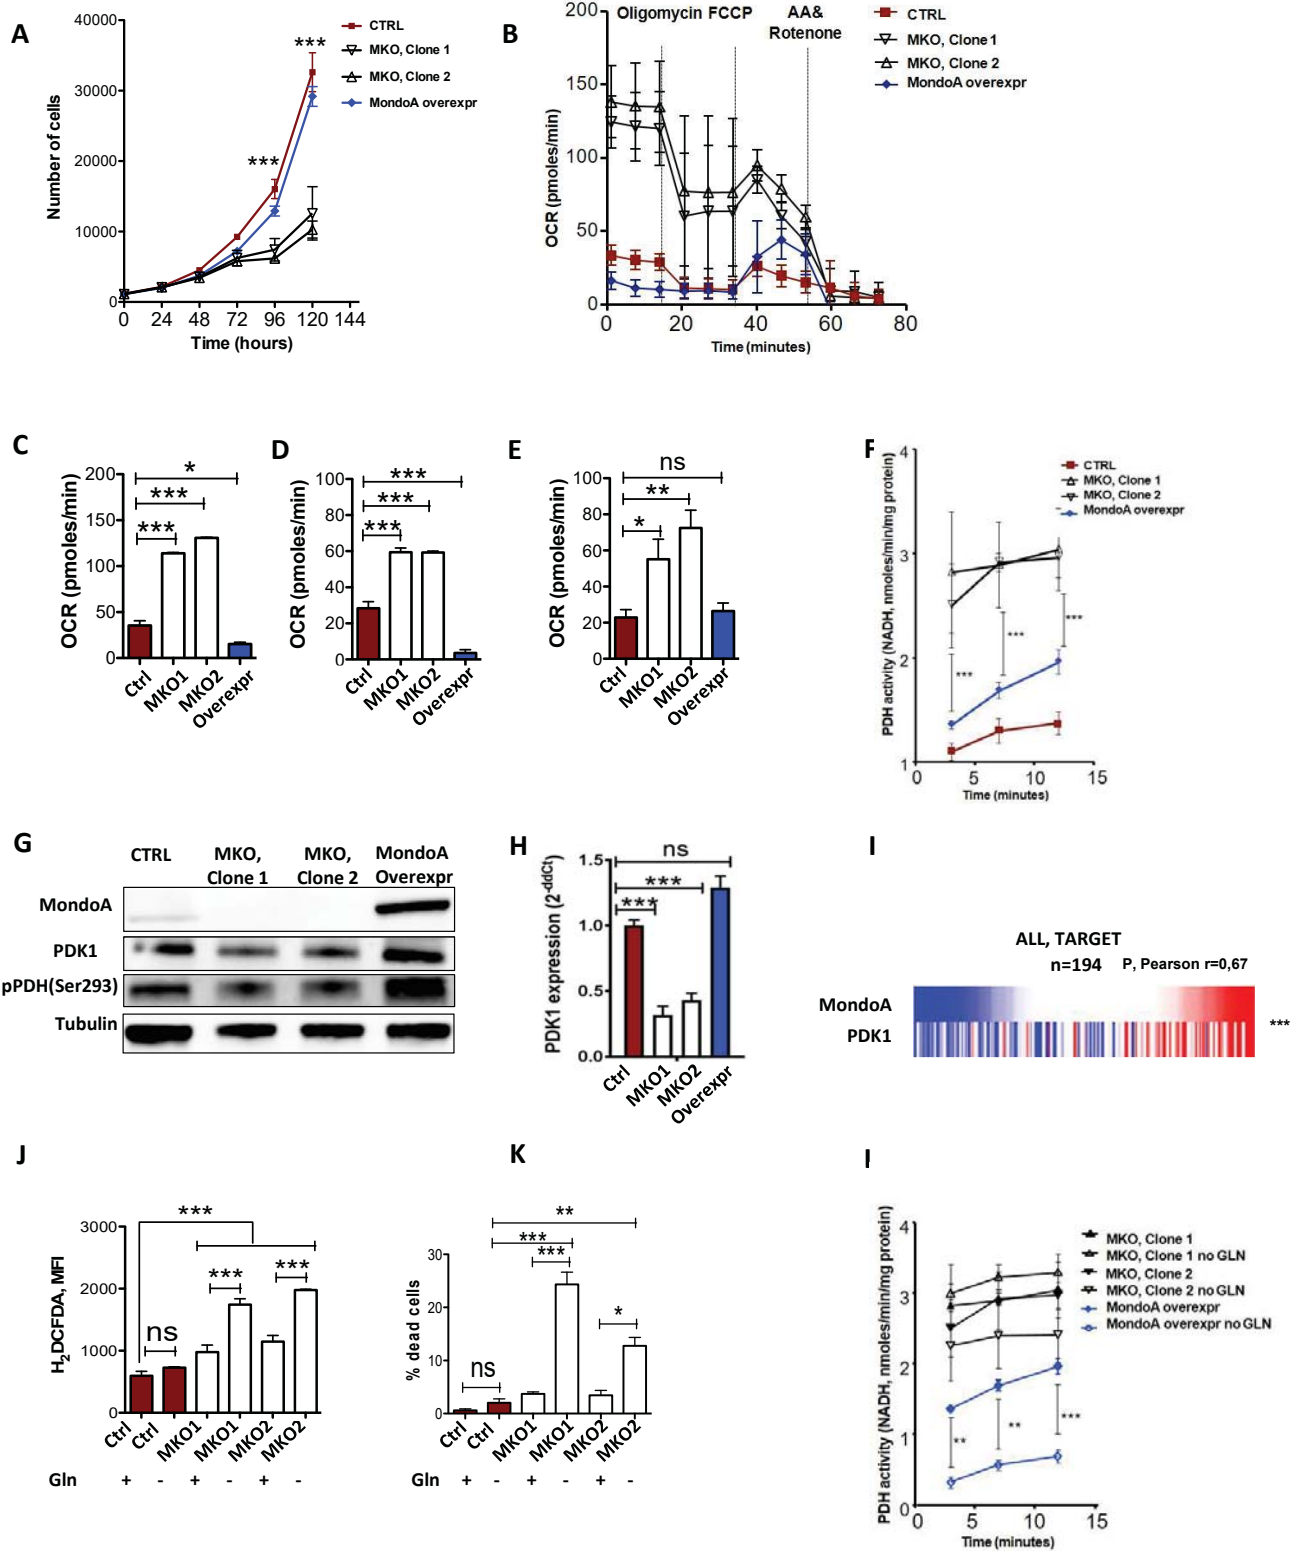 A
Number of cells
40000
30000
20000
10000
0
0 24 48 72 96 120 144
Time (hours)
***
***
CTRL
MKO, Clone 1
MKO, Clone 2
MondoA overexpr
B
OCR (pmoles/min)
200
150
100
50
0
0 20 40 60 80
Time (minutes)
Oligomycin FCCP
AA&
Rotenone
CTRL
MKO, Clone 1
MKO, Clone 2
MondoA overexpr
C
OCR (pmoles/min)
200
150
100
50
0
*
***
***
Ctrl
MKO1
MKO2
Overexpr
D
OCR (pmoles/min)
100
80
60
40
20
0
***
***
***
Ctrl
MKO1
MKO2
Overexpr
E
OCR (pmoles/min)
100
80
60
40
20
0
ns
**
*
Ctrl
MKO1
MKO2
Overexpr
F
PDH activity (NADH, nmoles/min/mg protein)
4
3
2
1
0 5 10 15
Time (minutes)
CTRL
MKO, Clone 1
MKO, Clone 2
MondoA overexpr
***
***
***
G
CTRL
MKO,
Clone 1
MKO,
Clone 2
MondoA
Overexpr
MondoA
PDK1
pPDH(Ser293)
Tubulin
H
PDK1 expression (2-ddCt)
1.5
1.0
0.5
0.0
ns
***
***
Ctrl
MKO1
MKO2
Overexpr
I
ALL, TARGET
n=194 P, Pearson r=0,67
MondoA
PDK1
***
J
H2DCFDA, MFI
3000
2000
1000
0
***
ns
***
***
Ctrl
Ctrl
MKO1
MKO1
MKO2
MKO2
Gln + - + - + -
K
% dead cells
30
20
10
0
**
***
***
*
ns
Ctrl
Ctrl
MKO1
MKO1
MKO2
MKO2
Gln + - + - + -
PDH activity (NADH, nmoles/min/mg protein)
4
3
2
1
0
0 5 10 15
Time (minutes)
MKO, Clone 1
MKO, Clone 1 no GLN
MKO, Clone 2
MKO, Clone 2 no GLN
MondoA overexpr
MondoA overexpr no GLN
**
**
***